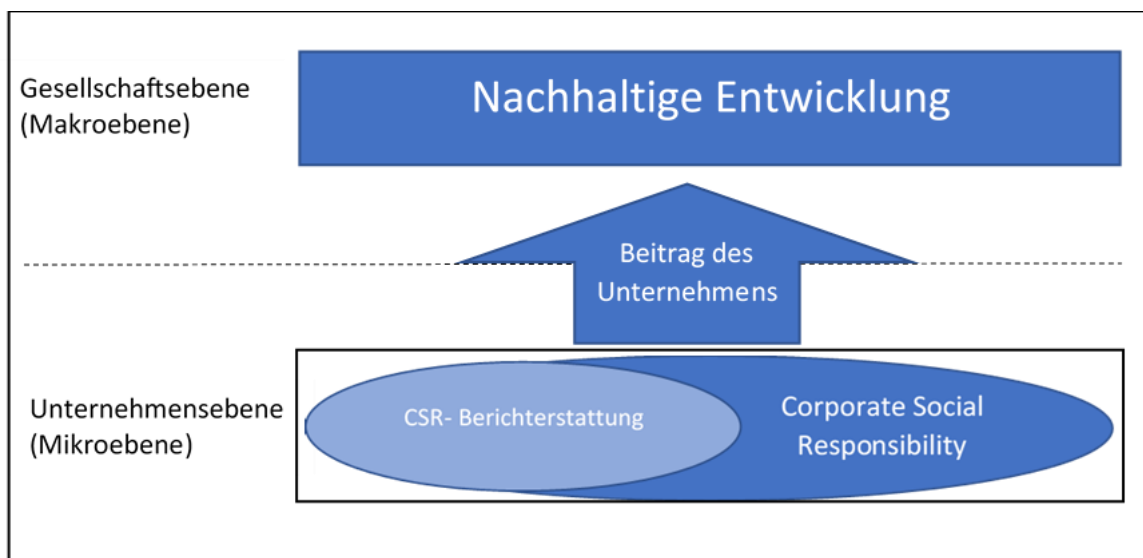 Gesellschaftsebene
(Makroebene)
Nachhaltige Entwicklung
Beitrag des
Unternehmens
Unternehmensebene
(Mikroebene)
CSR- Berichterstattung
Corporate Social
Responsibility